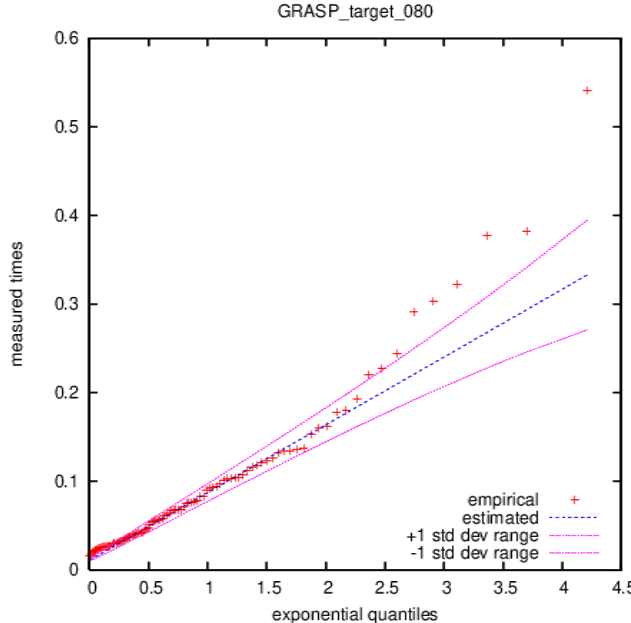 GRASP_target_080
0.6
0.5
0.4
0.3
0.2
0.1
0
measured times
empirical
estimated
+1 std dev range
-1 std dev range
0 0.5 1 1.5 2 2.5 3 3.5 4 4.5
exponential quantiles